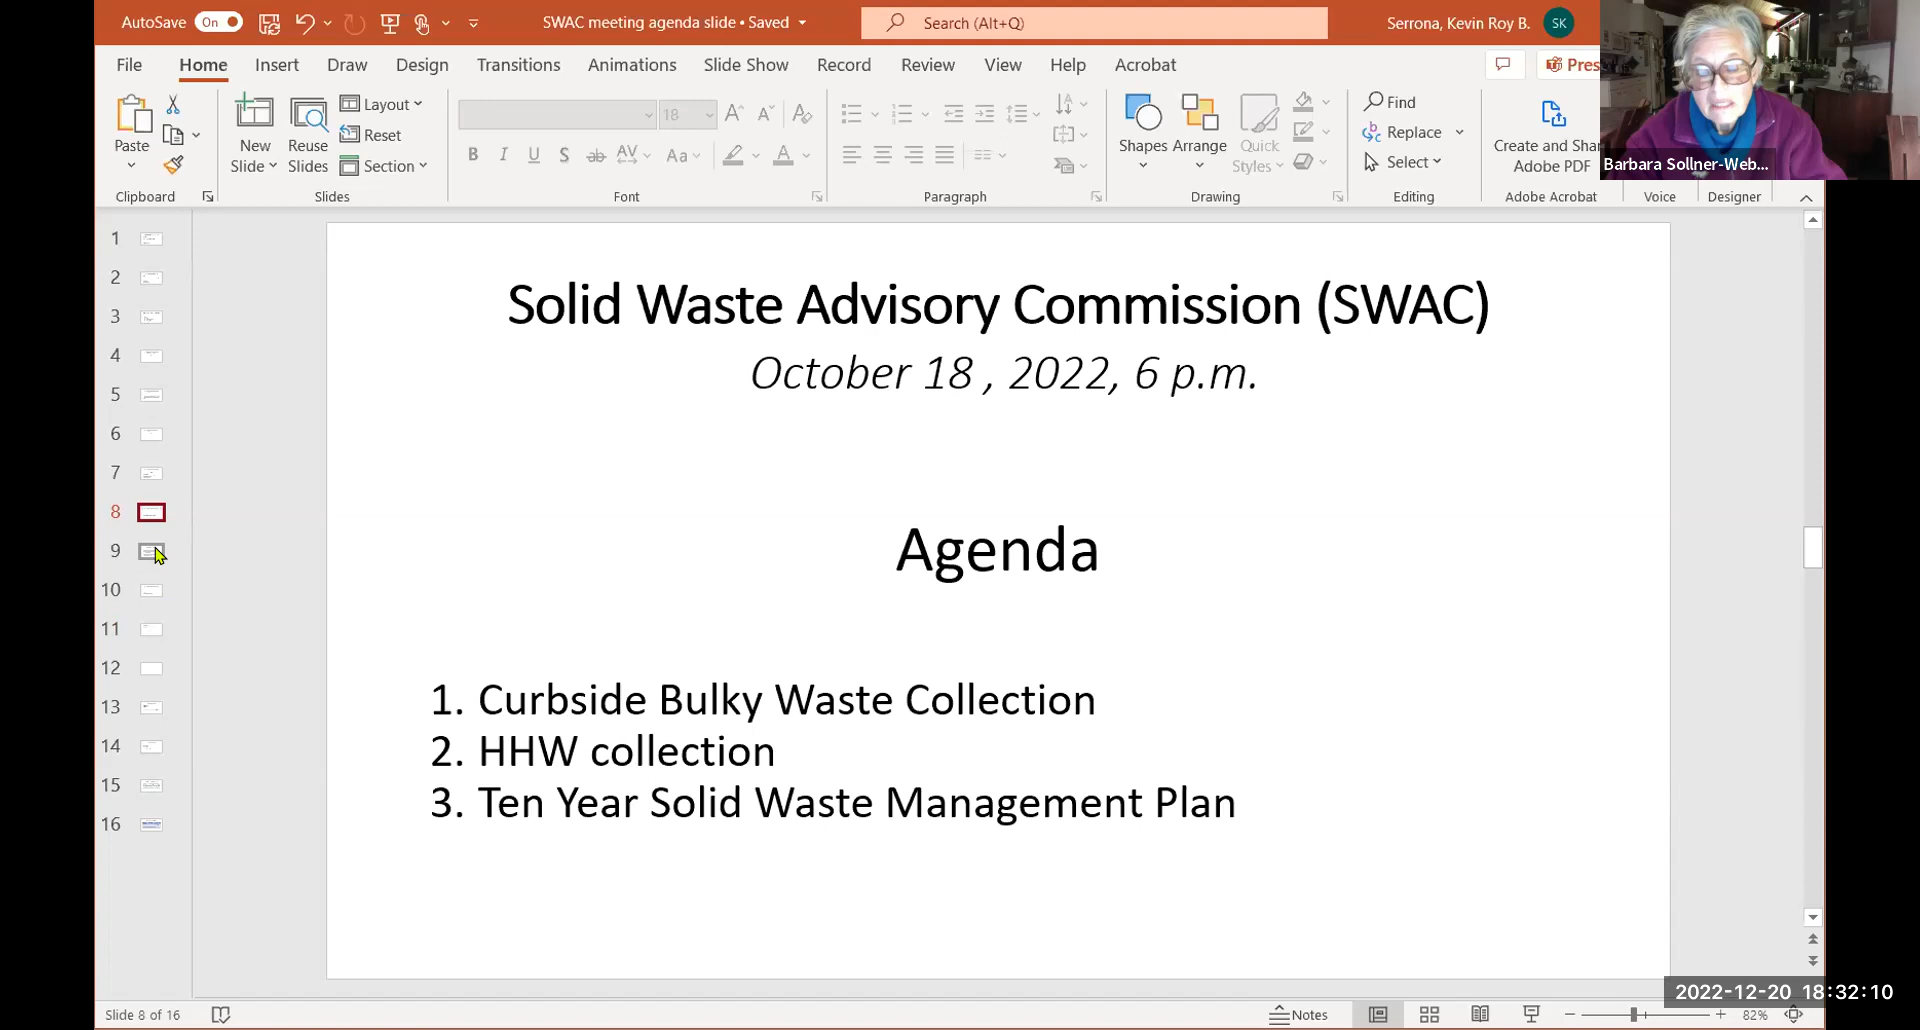 AutoSave On SWAC meeting agenda slide • Saved Search (Alt+Q) Serrona, Kevin Roy B. SK
File Home Insert Draw Design Transitions Animations Slide Show Record Review View Help Acrobat Pres
Paste New Slide Reuse Slides Layout Reset Section
18
B I U S ab AV Aa A
Shapes Arrange Quick Styles
Find
Replace
Select
Create and Sha
Adobe PDF
Barbara Sollner-Web...
Clipboard Slides Font Paragraph Drawing Editing Adobe Acrobat Voice Designer
1
2
3
4
5
6
7
8
9
10
11
12
13
14
15
16
Solid Waste Advisory Commission (SWAC)
October 18 , 2022, 6 p.m.
Agenda
1. Curbside Bulky Waste Collection
2. HHW collection
3. Ten Year Solid Waste Management Plan
2022-12-20 18:32:10
Slide 8 of 16 Notes 82%